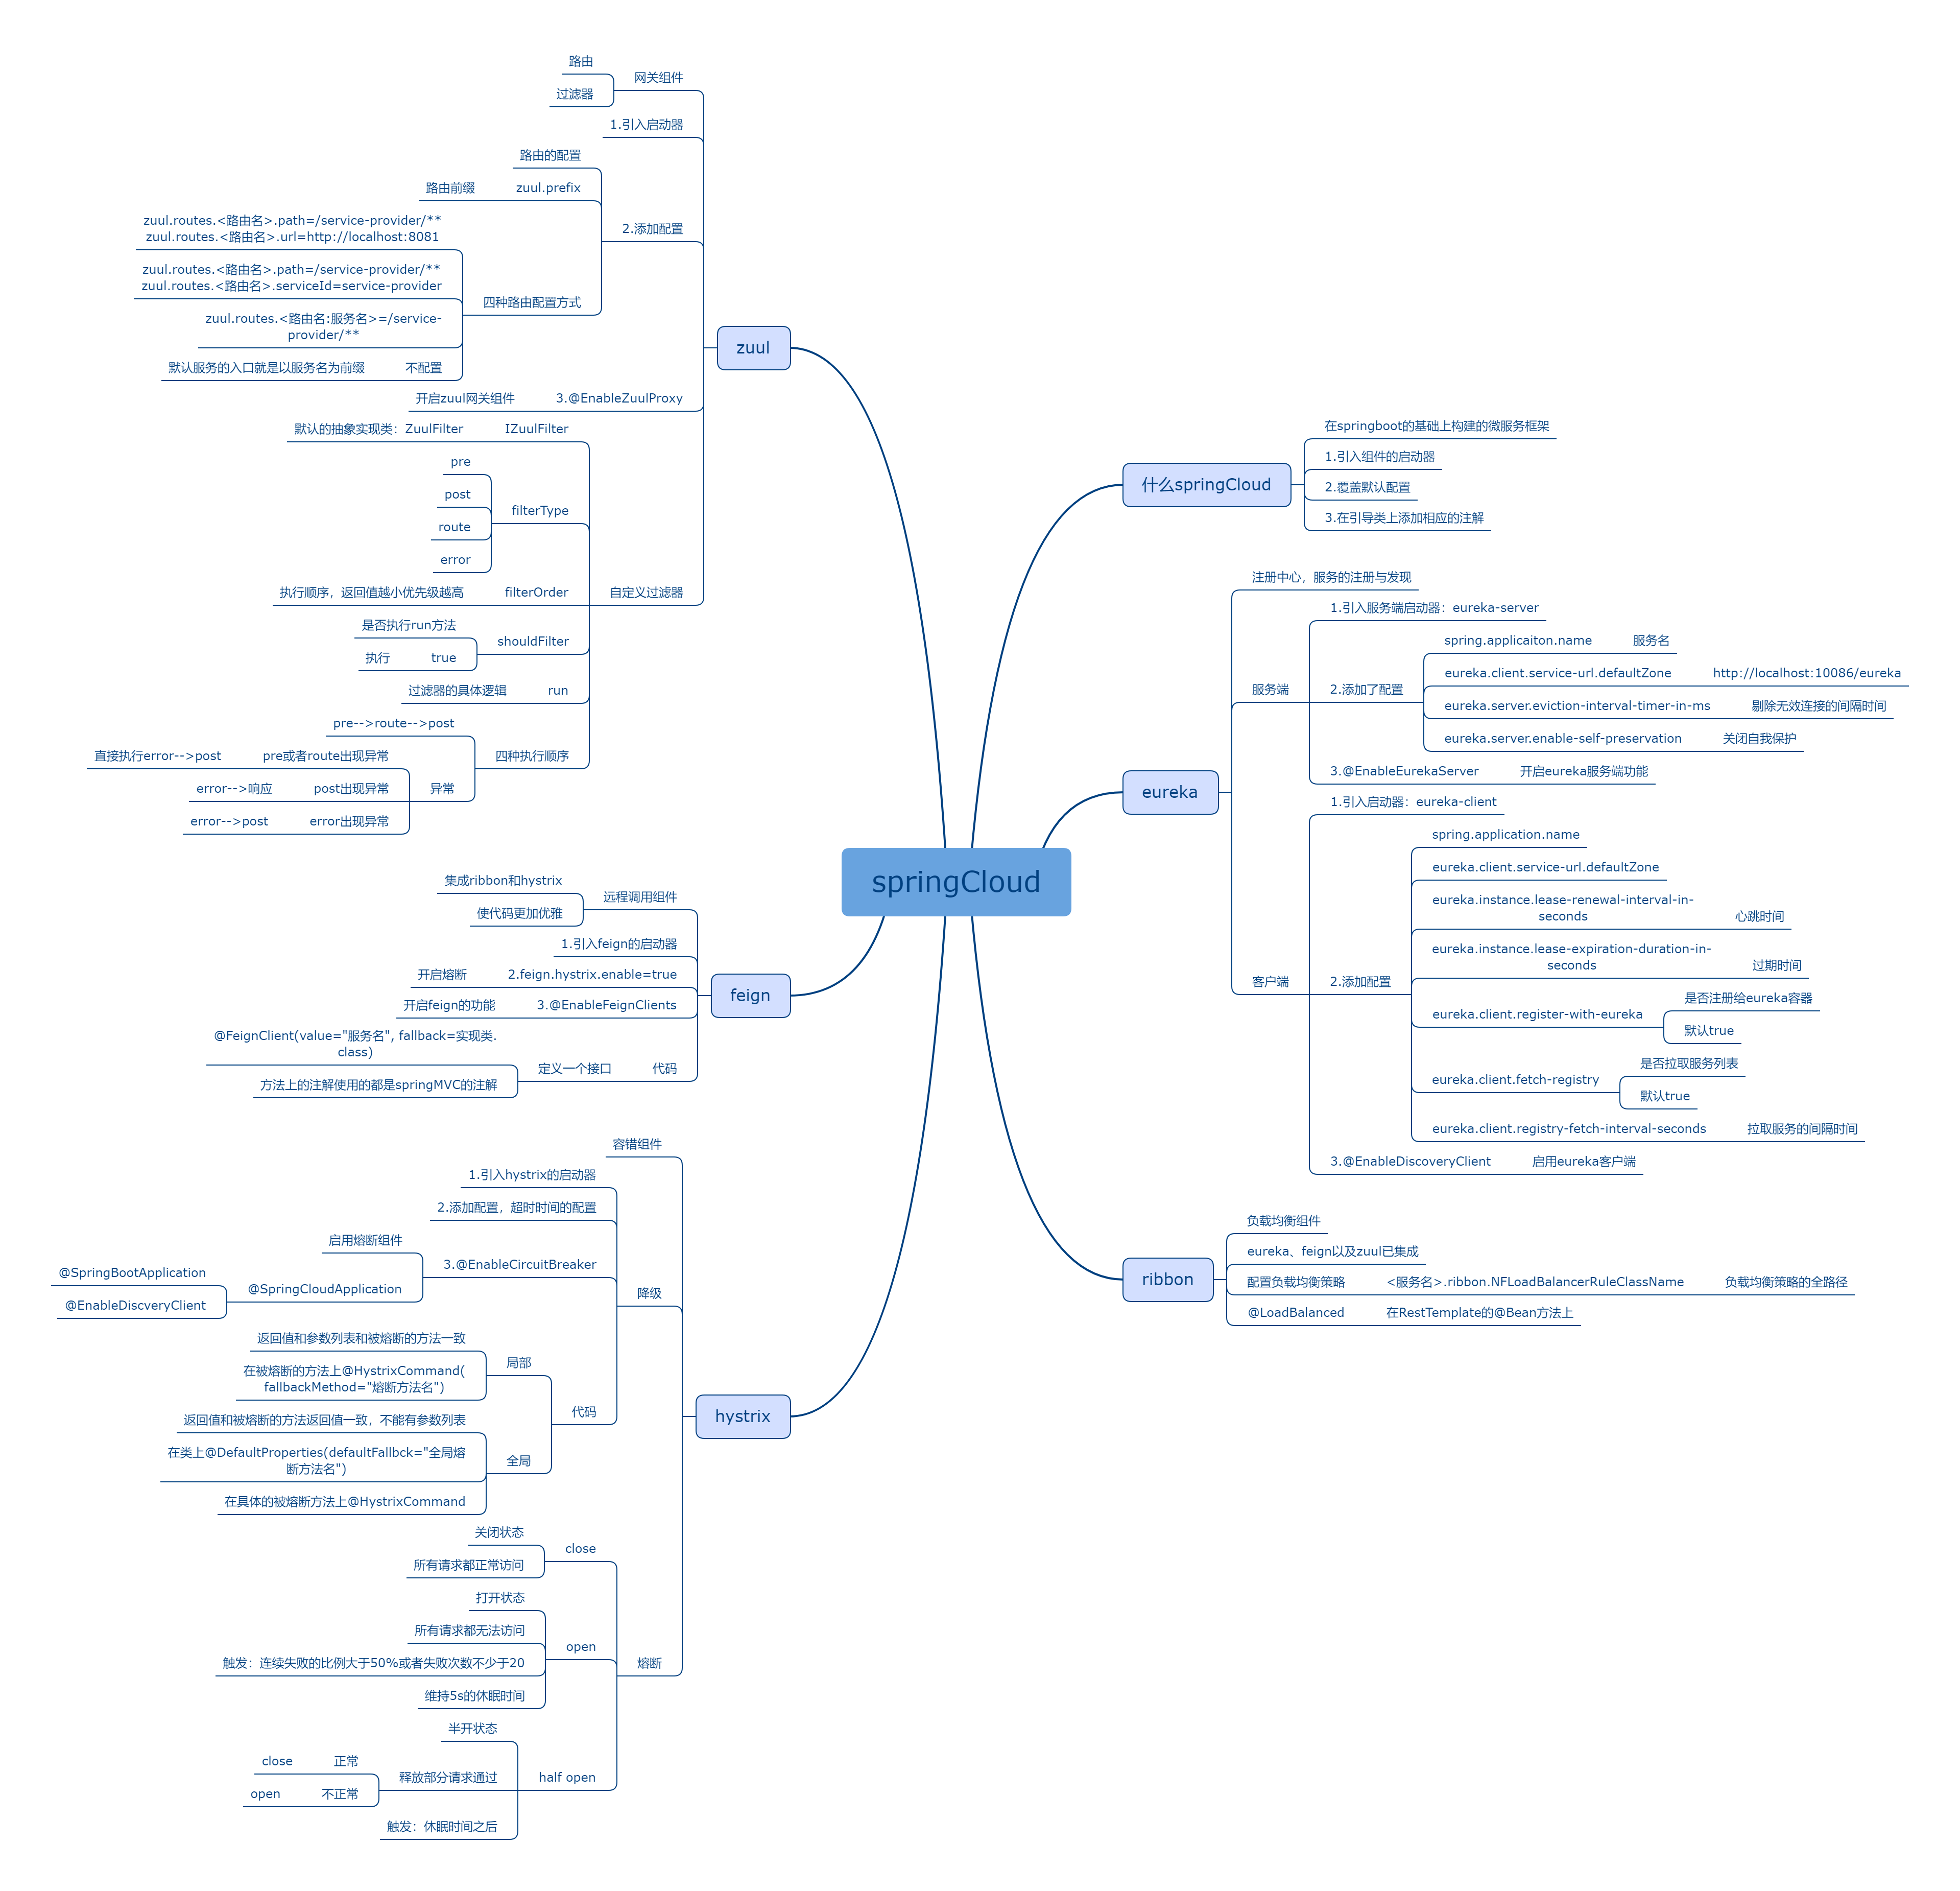 springCloud
什么springCloud
在springboot的基础上构建的微服务框架
1.引入组件的启动器
2.覆盖默认配置
3.在引导类上添加相应的注解
eureka
注册中心，服务的注册与发现
服务端
1.引入服务端启动器：eureka-server
2.添加了配置
spring.applicaiton.name
服务名
eureka.client.service-url.defaultZone
http://localhost:10086/eureka
eureka.server.eviction-interval-timer-in-ms
剔除无效连接的间隔时间
eureka.server.enable-self-preservation
关闭自我保护
3.@EnableEurekaServer
开启eureka服务端功能
客户端
1.引入启动器：eureka-client
2.添加配置
spring.application.name
eureka.client.service-url.defaultZone
eureka.instance.lease-renewal-interval-in-
seconds
心跳时间
eureka.instance.lease-expiration-duration-in-
seconds
过期时间
eureka.client.register-with-eureka
是否注册给eureka容器
默认true
eureka.client.fetch-registry
是否拉取服务列表
默认true
eureka.client.registry-fetch-interval-seconds
拉取服务的间隔时间
3.@EnableDiscoveryClient
启用eureka客户端
ribbon
负载均衡组件
eureka、feign以及zuul已集成
配置负载均衡策略
<服务名>.ribbon.NFLoadBalancerRuleClassName
负载均衡策略的全路径
@LoadBalanced
在RestTemplate的@Bean方法上
zuul
网关组件
路由
过滤器
1.引入启动器
2.添加配置
路由的配置
zuul.prefix
路由前缀
四种路由配置方式
zuul.routes.<路由名>.path=/service-provider/**
zuul.routes.<路由名>.url=http://localhost:8081
zuul.routes.<路由名>.path=/service-provider/**
zuul.routes.<路由名>.serviceId=service-provider
zuul.routes.<路由名:服务名>=/service-
provider/**
不配置
默认服务的入口就是以服务名为前缀
3.@EnableZuulProxy
开启zuul网关组件
自定义过滤器
IZuulFilter
默认的抽象实现类：ZuulFilter
filterType
pre
post
route
error
filterOrder
执行顺序，返回值越小优先级越高
shouldFilter
是否执行run方法
true
执行
run
过滤器的具体逻辑
四种执行顺序
pre-->route-->post
异常
pre或者route出现异常
直接执行error-->post
post出现异常
error-->响应
error出现异常
error-->post
feign
远程调用组件
集成ribbon和hystrix
使代码更加优雅
1.引入feign的启动器
2.feign.hystrix.enable=true
开启熔断
3.@EnableFeignClients
开启feign的功能
代码
定义一个接口
@FeignClient(value="服务名", fallback=实现类.
class)
方法上的注解使用的都是springMVC的注解
hystrix
容错组件
降级
1.引入hystrix的启动器
2.添加配置，超时时间的配置
3.@EnableCircuitBreaker
启用熔断组件
@SpringCloudApplication
@SpringBootApplication
@EnableDiscveryClient
代码
局部
返回值和参数列表和被熔断的方法一致
在被熔断的方法上@HystrixCommand(
fallbackMethod="熔断方法名")
全局
返回值和被熔断的方法返回值一致，不能有参数列表
在类上@DefaultProperties(defaultFallbck="全局熔
断方法名")
在具体的被熔断方法上@HystrixCommand
熔断
close
关闭状态
所有请求都正常访问
open
打开状态
所有请求都无法访问
触发：连续失败的比例大于50%或者失败次数不少于20
维持5s的休眠时间
half open
半开状态
释放部分请求通过
正常
close
不正常
open
触发：休眠时间之后